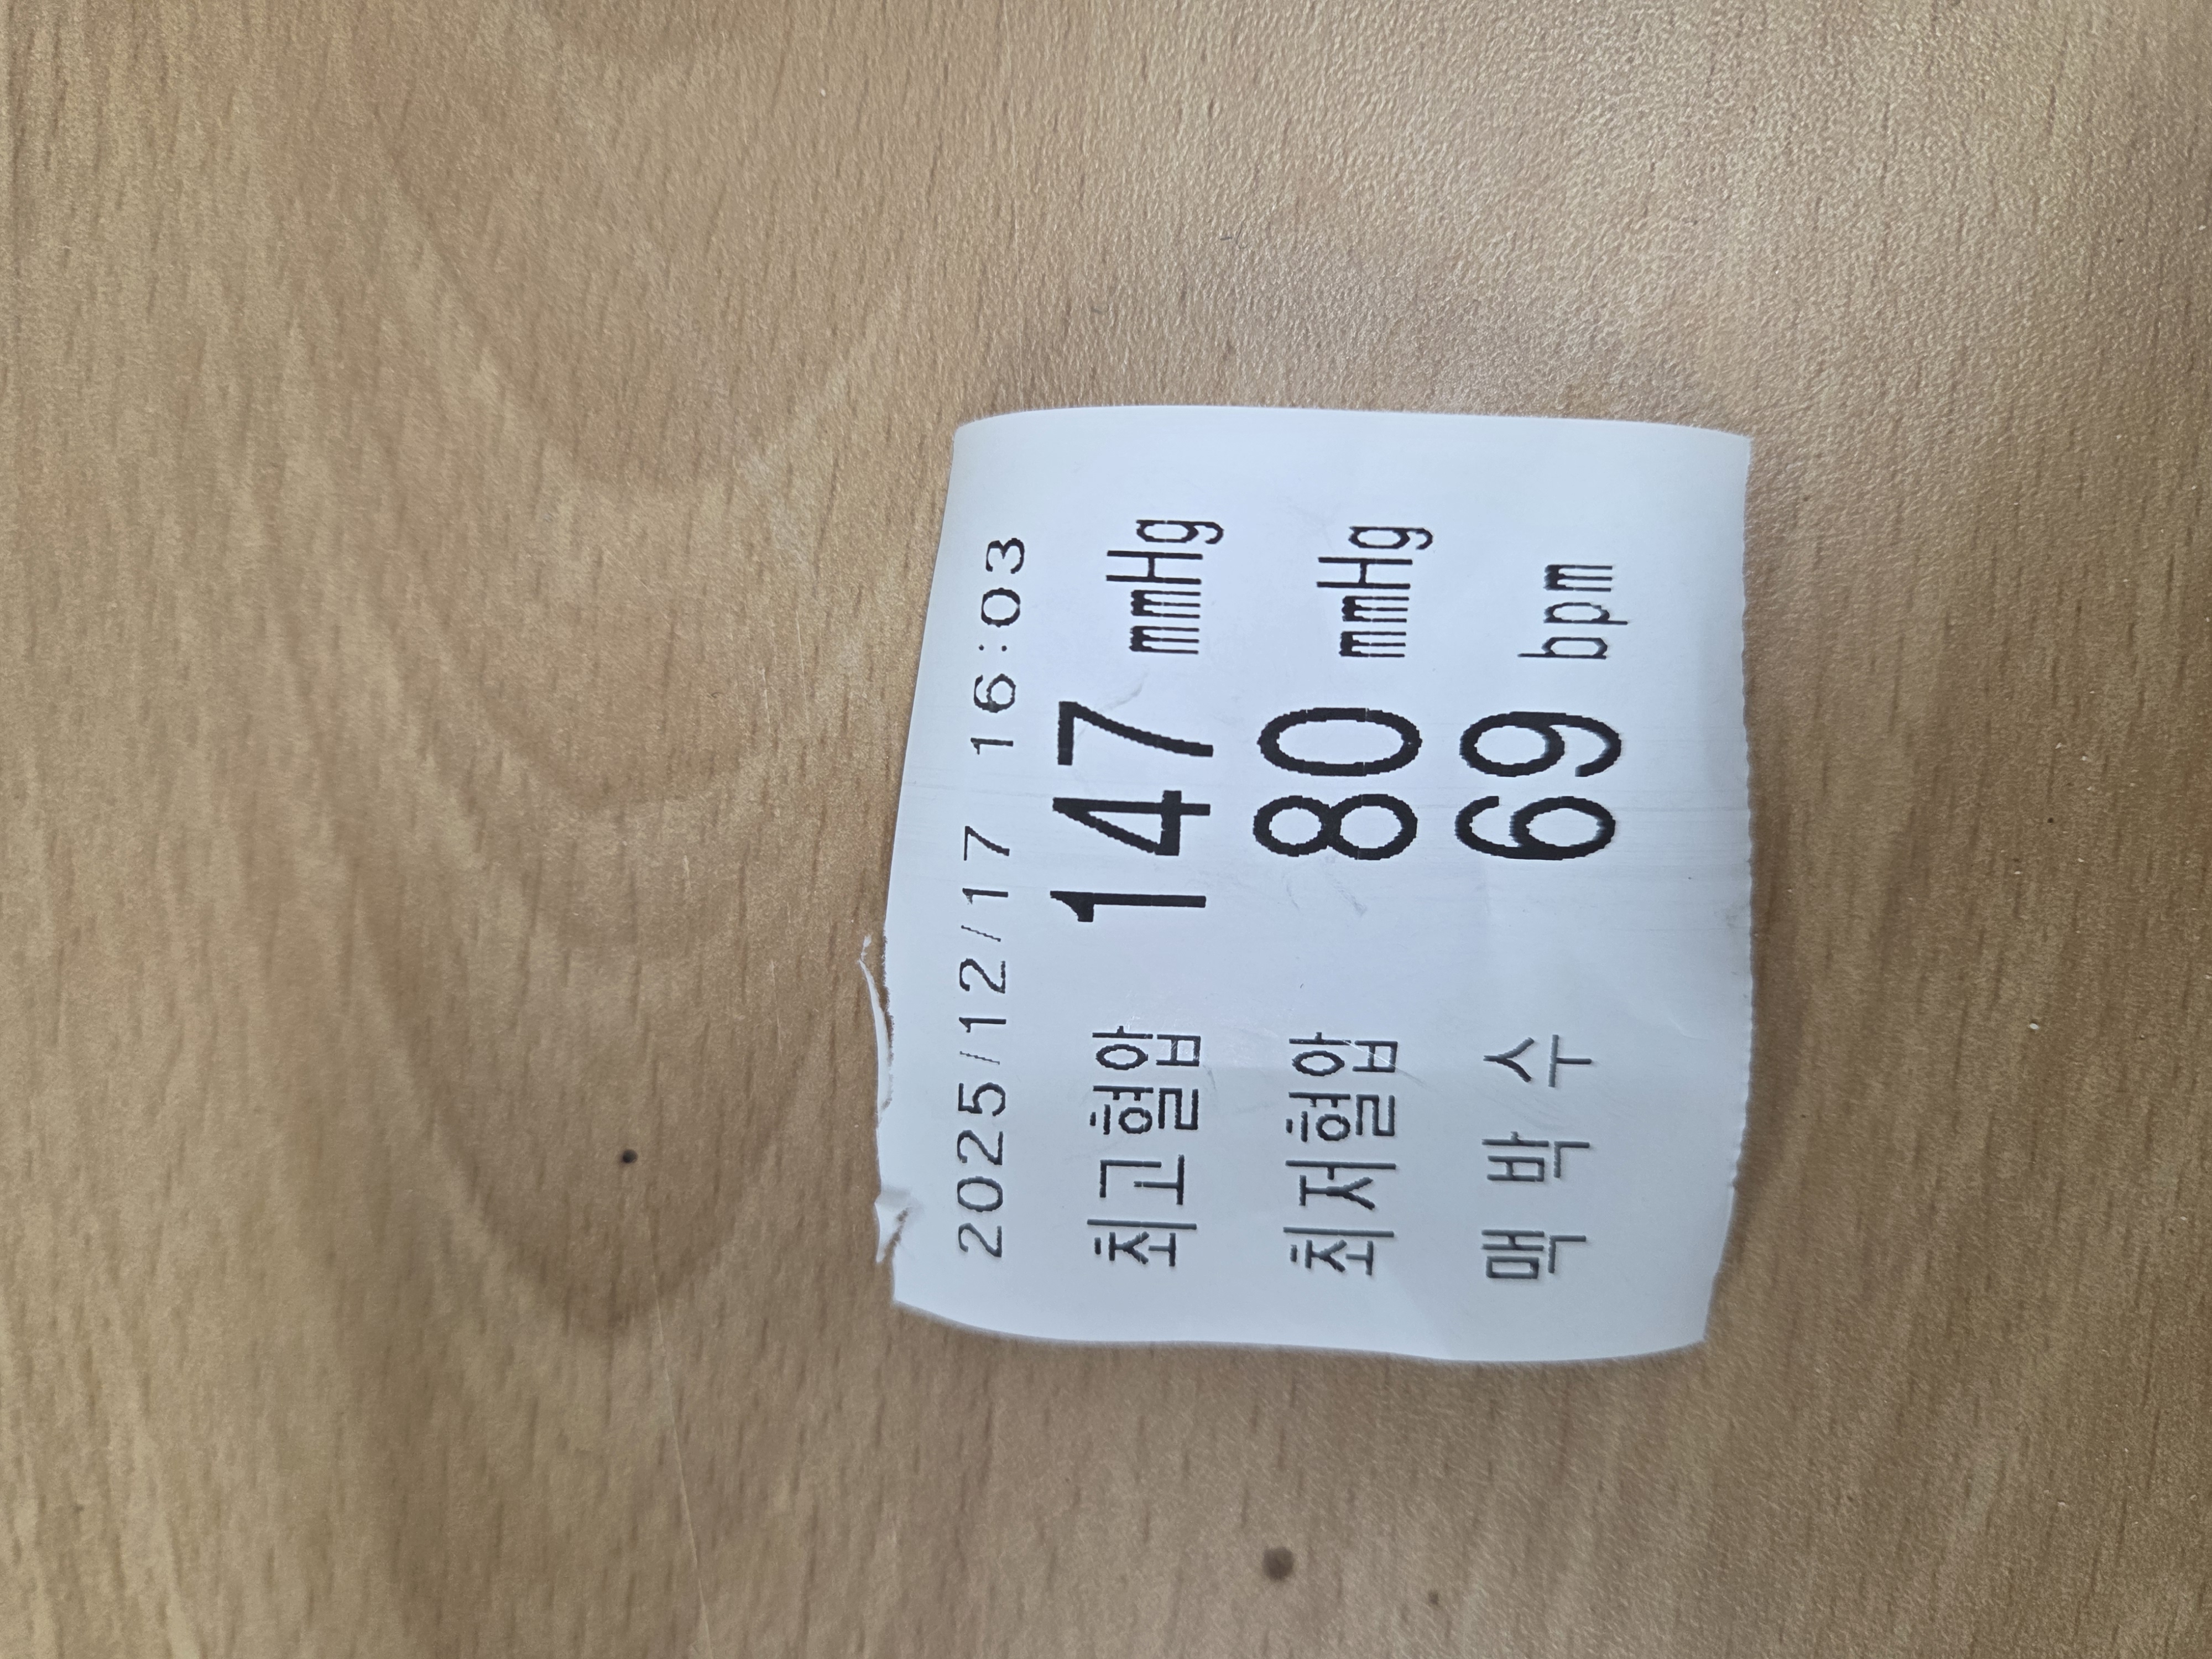 2025/12/17 16:03
최고혈압 147 mmHg
최저혈압 80 mmHg
맥 박 수 69 bpm